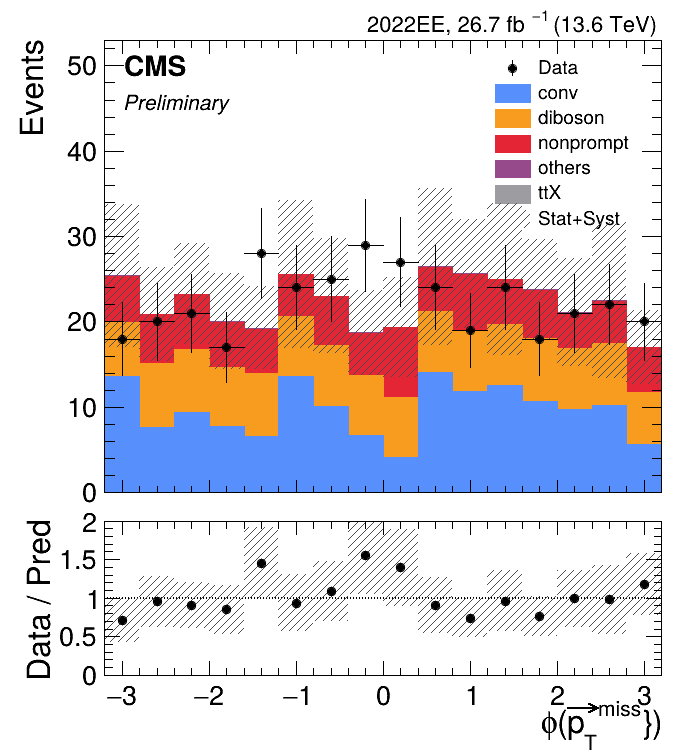 2022EE, 26.7 fb⁻¹ (13.6 TeV)
Events
CMS
Preliminary
Data
conv
diboson
nonprompt
others
ttX
Stat+Syst
50
40
30
20
10
0
Data / Pred
2
1.5
1
0.5
0
−3 −2 −1 0 1 2 3
ϕ(p⃗_T^miss})